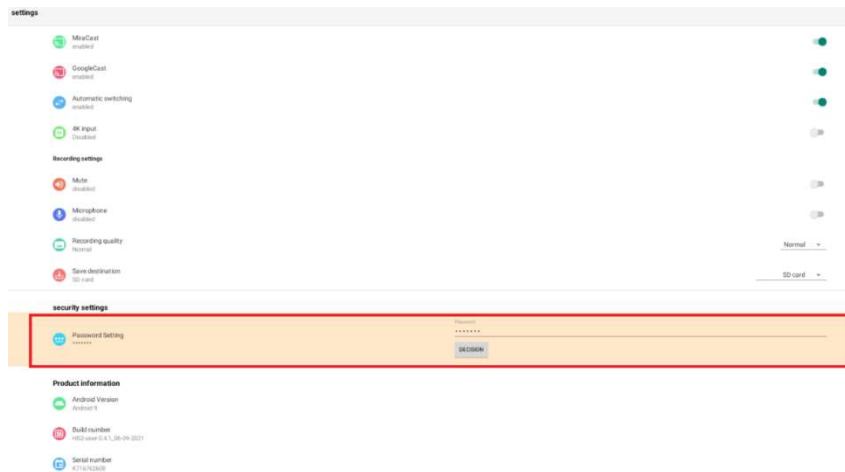 settings
MiraCast
enabled
GoogleCast
enabled
Automatic switching
enabled
4K input
Disabled
Recording settings
Mute
disabled
Microphone
disabled
Recording quality
Normal
Normal
Save destination
SD card
SD card
security settings
Password Setting
•••••••
Password
•••••••
DECISION
Product information
Android Version
Android 9
Build number
Serial number